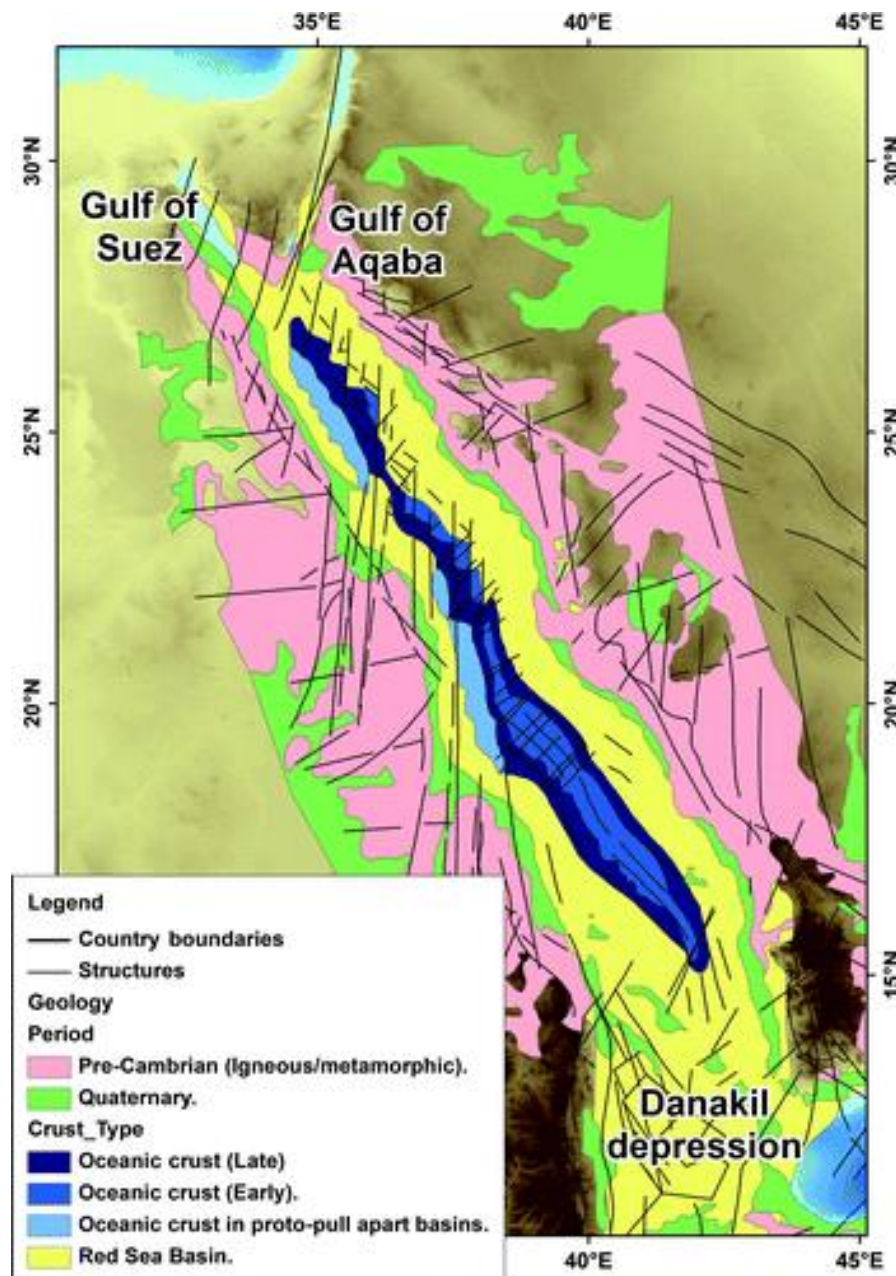 35°E
40°E
45°E
30°N
30°N
Gulf of
Suez
Gulf of
Aqaba
25°N
25°N
20°N
20°N
15°N
Legend
Country boundaries
Structures
Geology
Period
Pre-Cambrian (Igneous/metamorphic).
Quaternary.
Crust_Type
Oceanic crust (Late)
Oceanic crust (Early).
Oceanic crust in proto-pull apart basins.
Red Sea Basin.
Danakil
depression
40°E
45°E